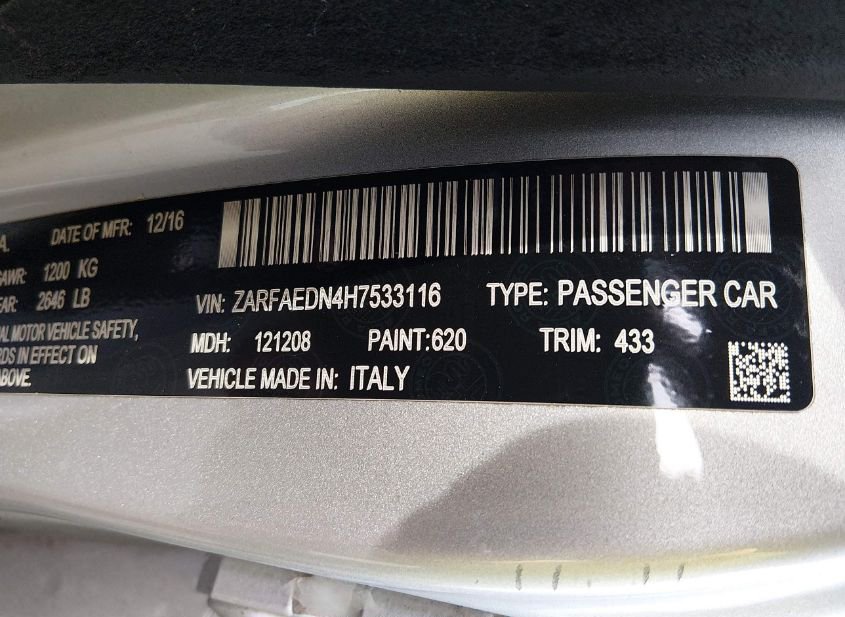 A. DATE OF MFR: 12/16
GAWR: 1200 KG
2646 LB
MOTOR VEHICLE SAFETY,
IN EFFECT ON
ABOVE.
VIN: ZARFAEDN4H7533116 TYPE: PASSENGER CAR
MDH: 121208 PAINT:620 TRIM: 433
VEHICLE MADE IN: ITALY